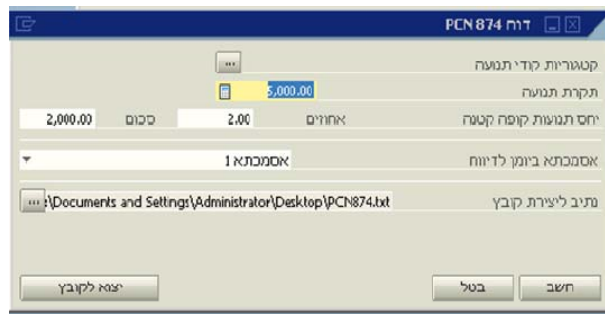 דוח PCN 874
קטגוריות קודי תנועה ...
תקרת תנועה 5,000.00
יחס תנועות קופה קטנה אחוזים 2.00 סכום 2,000.00
אסמכתא ביומן לדיווח אסמכתא 1
נתיב ליצירת קובץ :\Documents and Settings\Administrator\Desktop\PCN874.txt ...
חשב בטל יצוא לקובץ